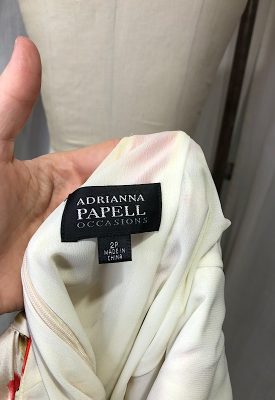 ADRIANNA
PAPELL
OCCASIONS
2P
MADE IN
CHINA